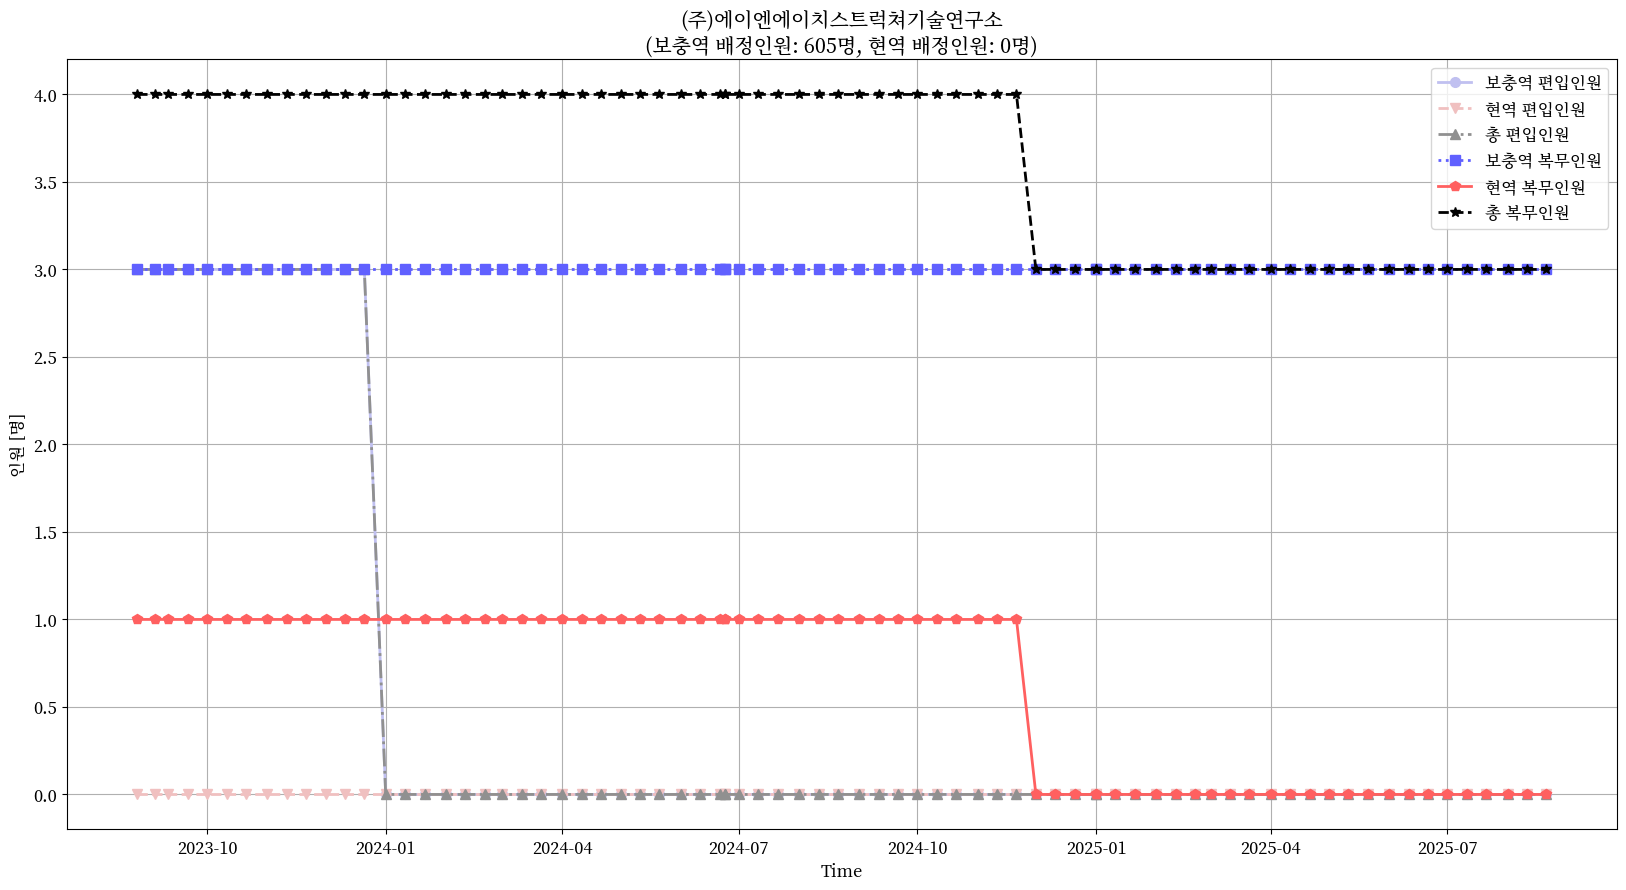 (주)에이엔에이치스트럭쳐기술연구소
(보충역 배정인원: 605명, 현역 배정인원: 0명)
보충역 편입인원
현역 편입인원
총 편입인원
보충역 복무인원
현역 복무인원
총 복무인원
인원 [명]
4.0
3.5
3.0
2.5
2.0
1.5
1.0
0.5
0.0
2023-10
2024-01
2024-04
2024-07
2024-10
2025-01
2025-04
2025-07
Time